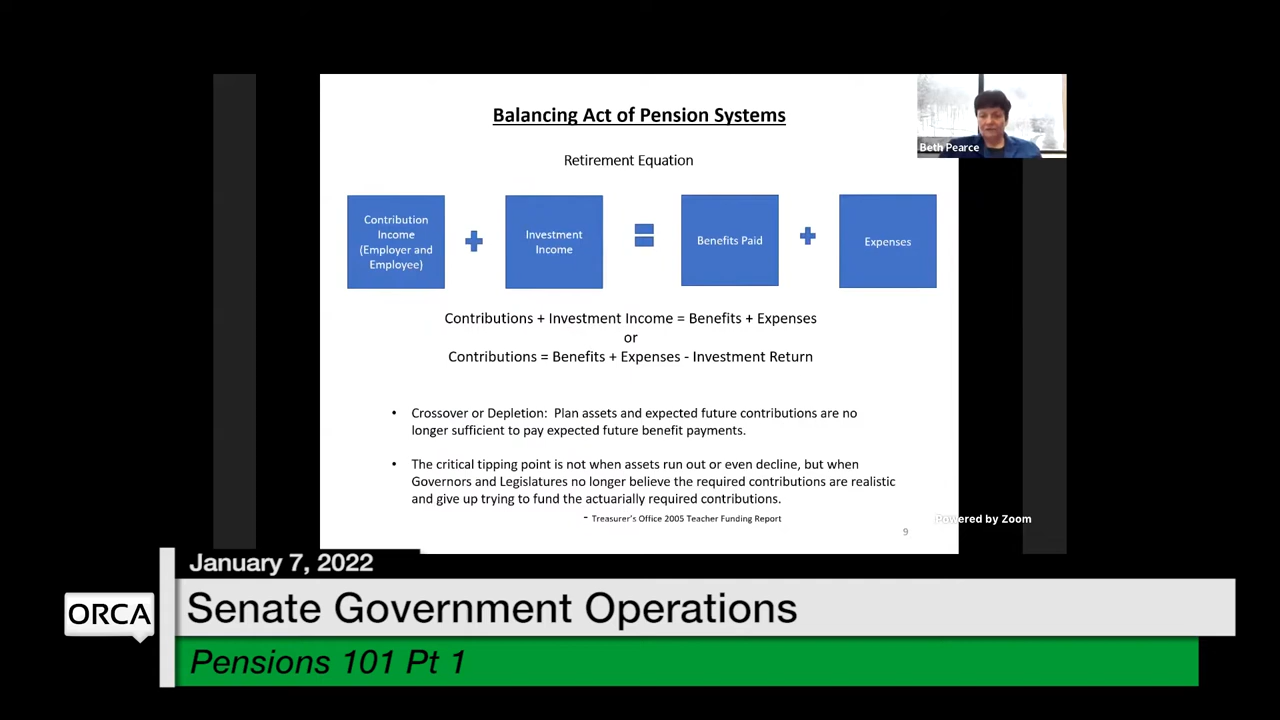 Balancing Act of Pension Systems
Beth Pearce
Retirement Equation
Contribution
Income
(Employer and
Employee)
+
Investment
Income
=
Benefits Paid
+
Expenses
Contributions + Investment Income = Benefits + Expenses
or
Contributions = Benefits + Expenses - Investment Return
• Crossover or Depletion: Plan assets and expected future contributions are no
longer sufficient to pay expected future benefit payments.
• The critical tipping point is not when assets run out or even decline, but when
Governors and Legislatures no longer believe the required contributions are realistic
and give up trying to fund the actuarially required contributions.
- Treasurer's Office 2005 Teacher Funding Report
9
Powered by Zoom
January 7, 2022
ORCA
Senate Government Operations
Pensions 101 Pt 1